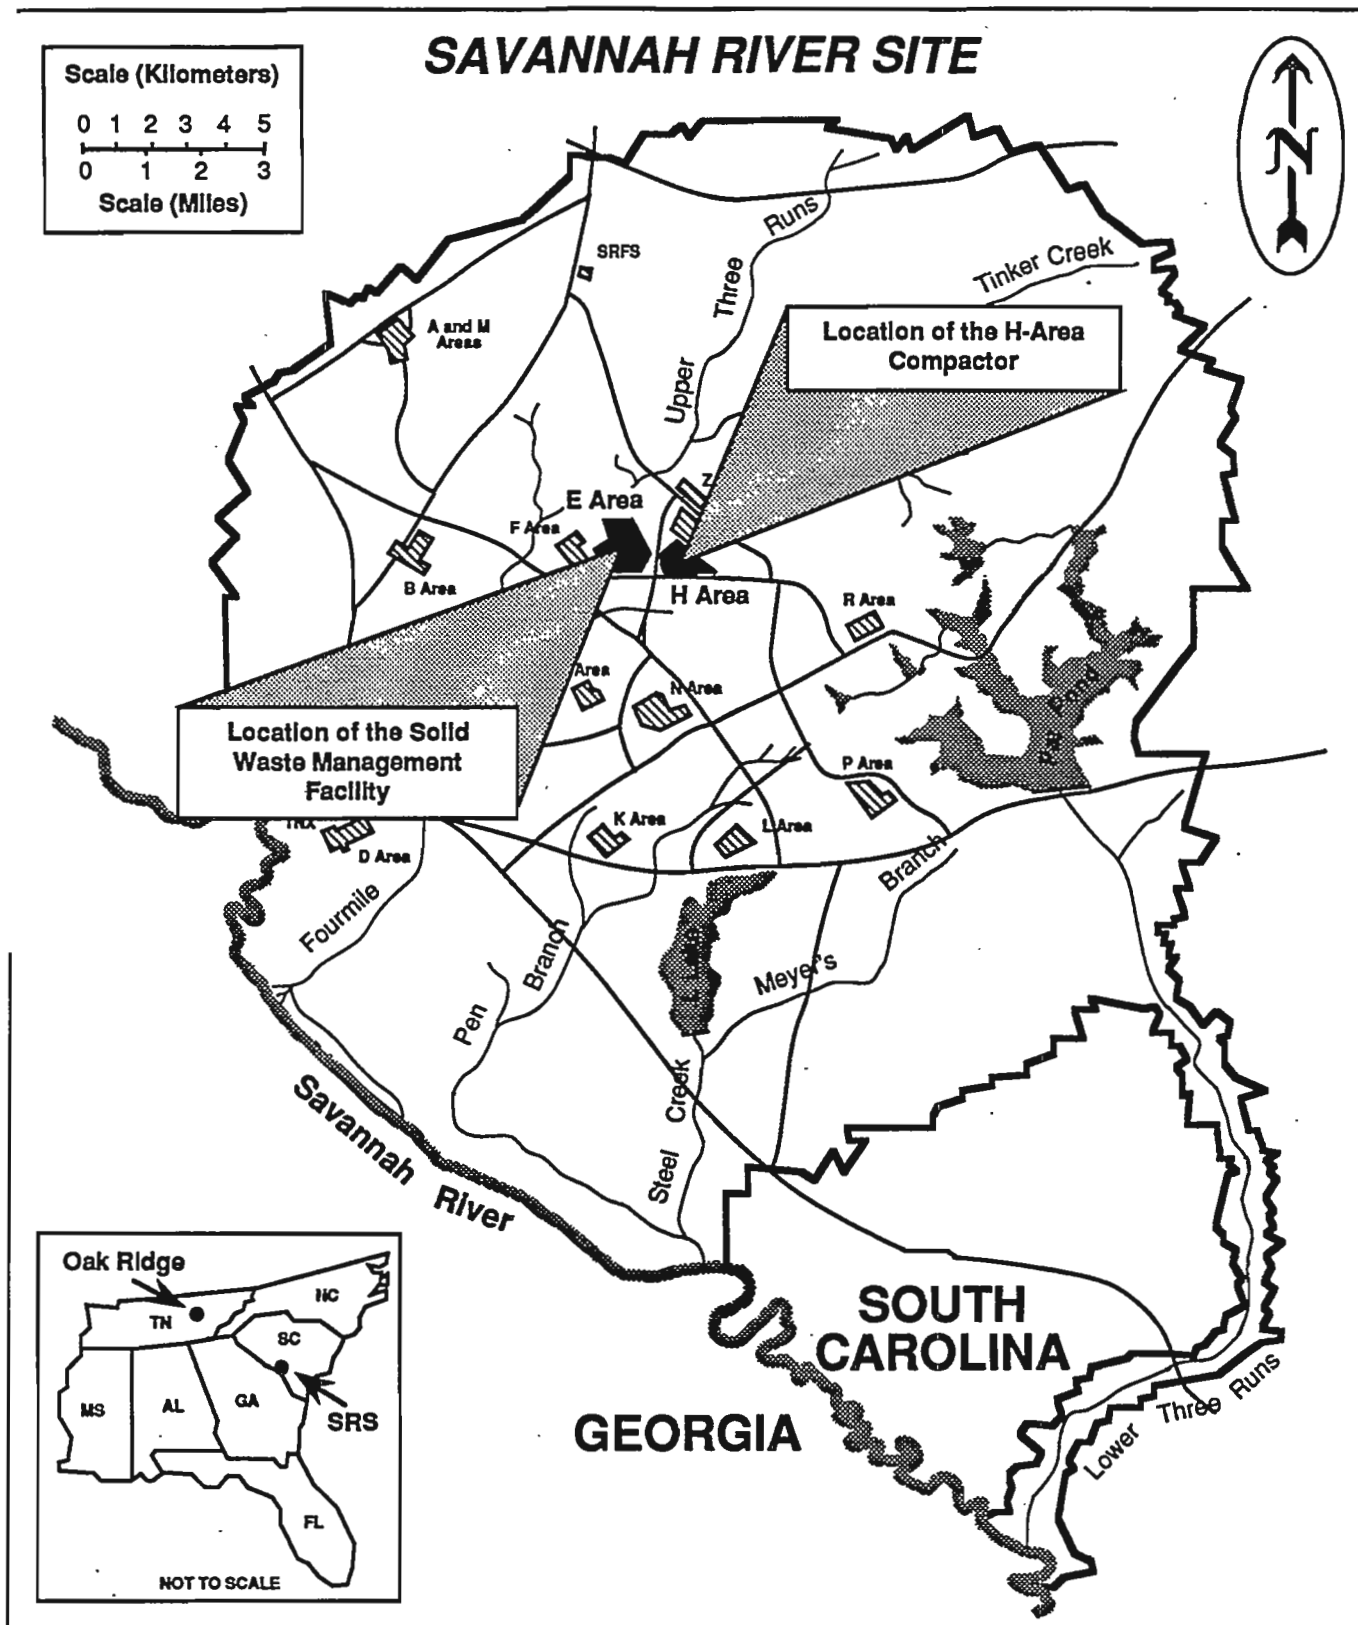 SAVANNAH RIVER SITE
Scale (Kilometers)
0 1 2 3 4 5
0 1 2 3
Scale (Miles)
N
SRFS
Runs
Three
Upper
Tinker Creek
A and M
Areas
Location of the H-Area
Compactor
Z
E Area
F Area
B Area
H Area
R Area
Area
N Area
Par Pond
Location of the Solid
Waste Management
Facility
P Area
K Area
L Area
TNX
D Area
Fourmile
Branch
Pen
Branch
Meyer's
L Lake
Creek
Steel
Savannah River
Oak Ridge
TN
NC
SC
MS
AL
GA
SRS
FL
NOT TO SCALE
SOUTH
CAROLINA
GEORGIA
Lower Three Runs